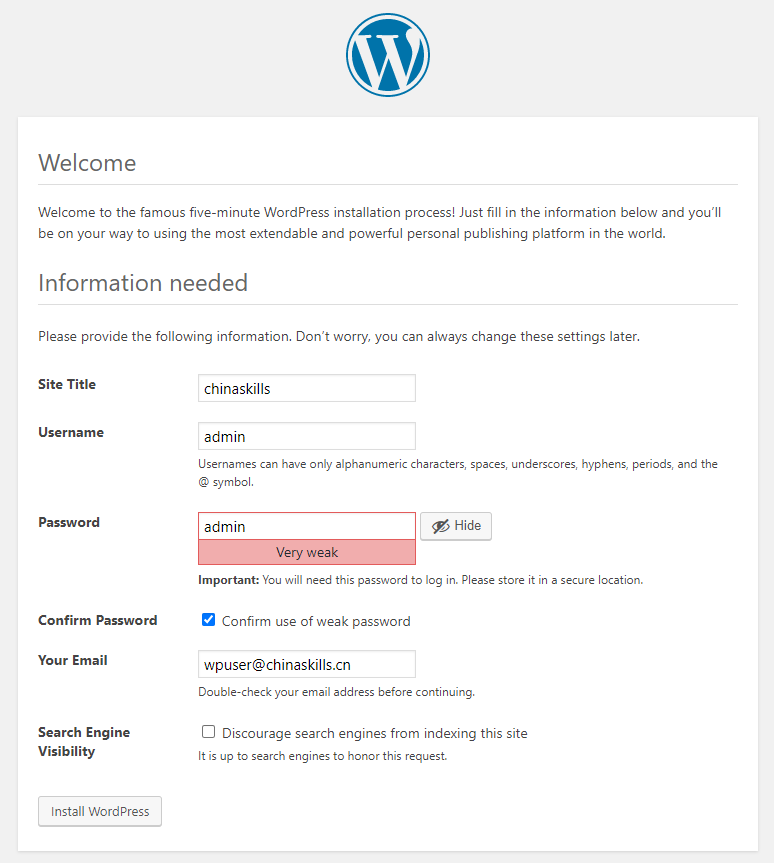 Welcome
Welcome to the famous five-minute WordPress installation process! Just fill in the information below and you’ll
be on your way to using the most extendable and powerful personal publishing platform in the world.
Information needed
Please provide the following information. Don’t worry, you can always change these settings later.
Site Title
chinaskills
Username
admin
Usernames can have only alphanumeric characters, spaces, underscores, hyphens, periods, and the
@ symbol.
Password
admin
Hide
Very weak
Important: You will need this password to log in. Please store it in a secure location.
Confirm Password
Confirm use of weak password
Your Email
wpuser@chinaskills.cn
Double-check your email address before continuing.
Search Engine
Visibility
Discourage search engines from indexing this site
It is up to search engines to honor this request.
Install WordPress